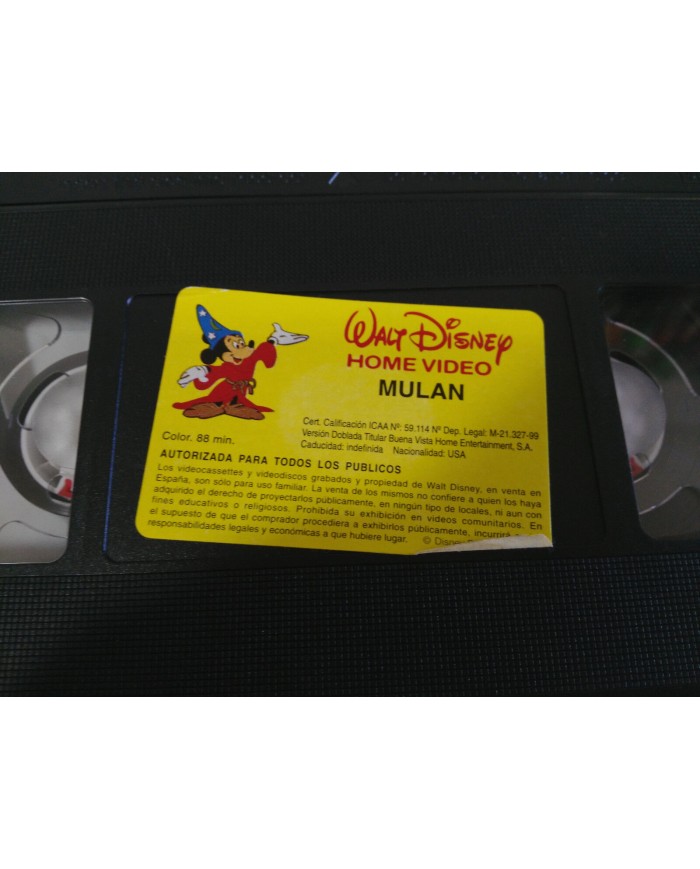 WALT DISNEY
HOME VIDEO
MULAN
Color. 88 min.
Cert. Calificación ICAA Nº: 59.114 Nº Dep. Legal: M-21.327-99
Versión Doblada Titular Buena Vista Home Entertainment, S.A.
Caducidad: indefinida Nacionalidad: USA
AUTORIZADA PARA TODOS LOS PUBLICOS
Los videocassettes y videodiscos grabados y propiedad de Walt Disney, en venta en
España, son sólo para uso familiar. La venta de los mismos no confiere a quien los haya
adquirido el derecho de proyectarlos públicamente, en ningún tipo de locales, ni aun con
fines educativos o religiosos. Prohibida su exhibición en videos comunitarios. En
el supuesto de que el comprador procediera a exhibirlos públicamente, incurrirá
responsabilidades legales y económicas a que hubiere lugar. ©